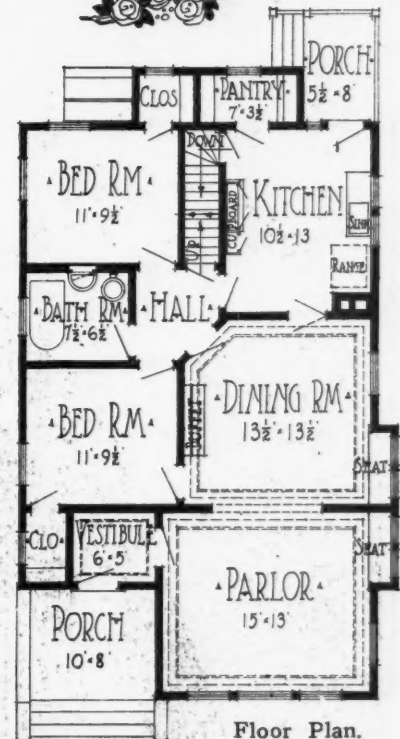 PORCH
5½=8'
CLOS
PANTRY
7'=3½'
DOWN
BED RM
11'=9½'
KITCHEN
10½=13
CUPBOARD
SINK
UP
RANGE
BATH RM
7½'=6½'
HALL
DINING RM
13½'=13½'
BUFFET
BED RM
11'=9½'
SEAT
CLO
VESTIBULE
6'=5'
SEAT
PARLOR
15'=13'
PORCH
10'=8'
Floor Plan.